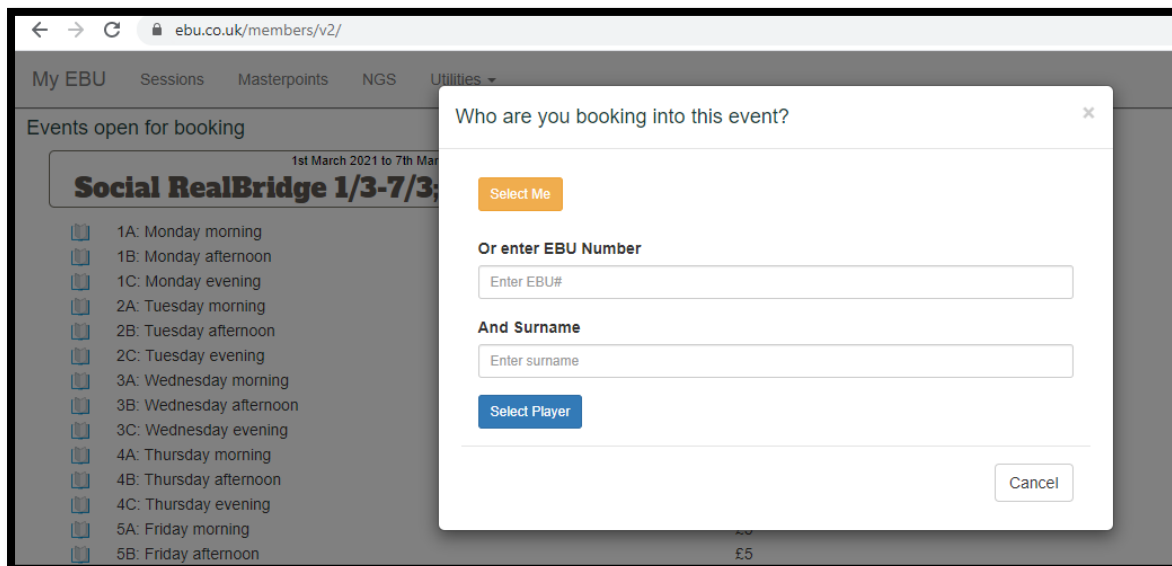 ebu.co.uk/members/v2/
My EBU Sessions Masterpoints NGS Utilities
Events open for booking
1st March 2021 to 7th Mar
Social RealBridge 1/3-7/3;
1A: Monday morning
1B: Monday afternoon
1C: Monday evening
2A: Tuesday morning
2B: Tuesday afternoon
2C: Tuesday evening
3A: Wednesday morning
3B: Wednesday afternoon
3C: Wednesday evening
4A: Thursday morning
4B: Thursday afternoon
4C: Thursday evening
5A: Friday morning
5B: Friday afternoon £5
Who are you booking into this event? ×
Select Me
Or enter EBU Number
Enter EBU#
And Surname
Enter surname
Select Player
Cancel